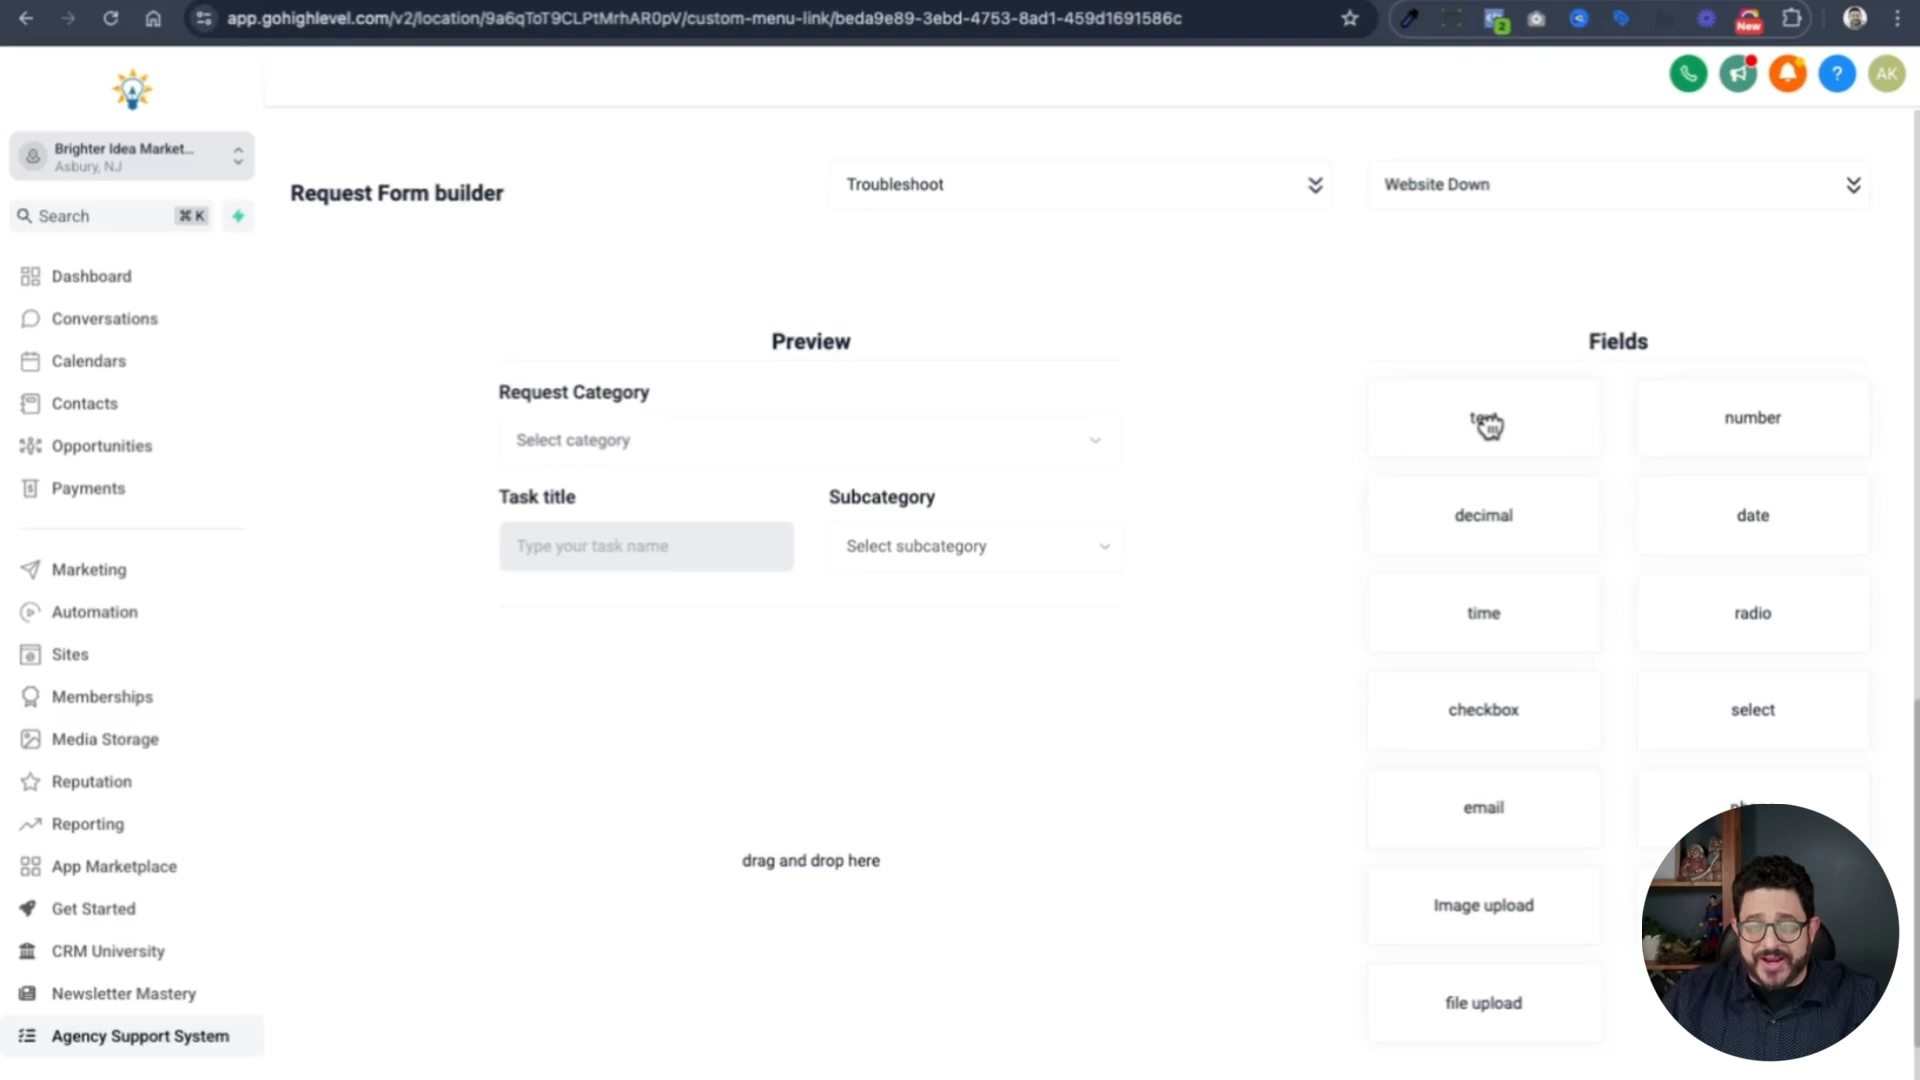 app.gohighlevel.com/v2/location/9a6qToT9CLPtMrhAR0pV/custom-menu-link/beda9e89-3ebd-4753-8ad1-459d1691586c
2
New
AK
Brighter Idea Market...
Asbury, NJ
Search
⌘ K
Dashboard
Conversations
Calendars
Contacts
Opportunities
Payments
Marketing
Automation
Sites
Memberships
Media Storage
Reputation
Reporting
App Marketplace
Get Started
CRM University
Newsletter Mastery
Agency Support System
Request Form builder
Troubleshoot
Website Down
Preview
Request Category
Select category
Task title
Subcategory
Type your task name
Select subcategory
drag and drop here
Fields
number
decimal
date
time
radio
checkbox
select
email
Image upload
file upload